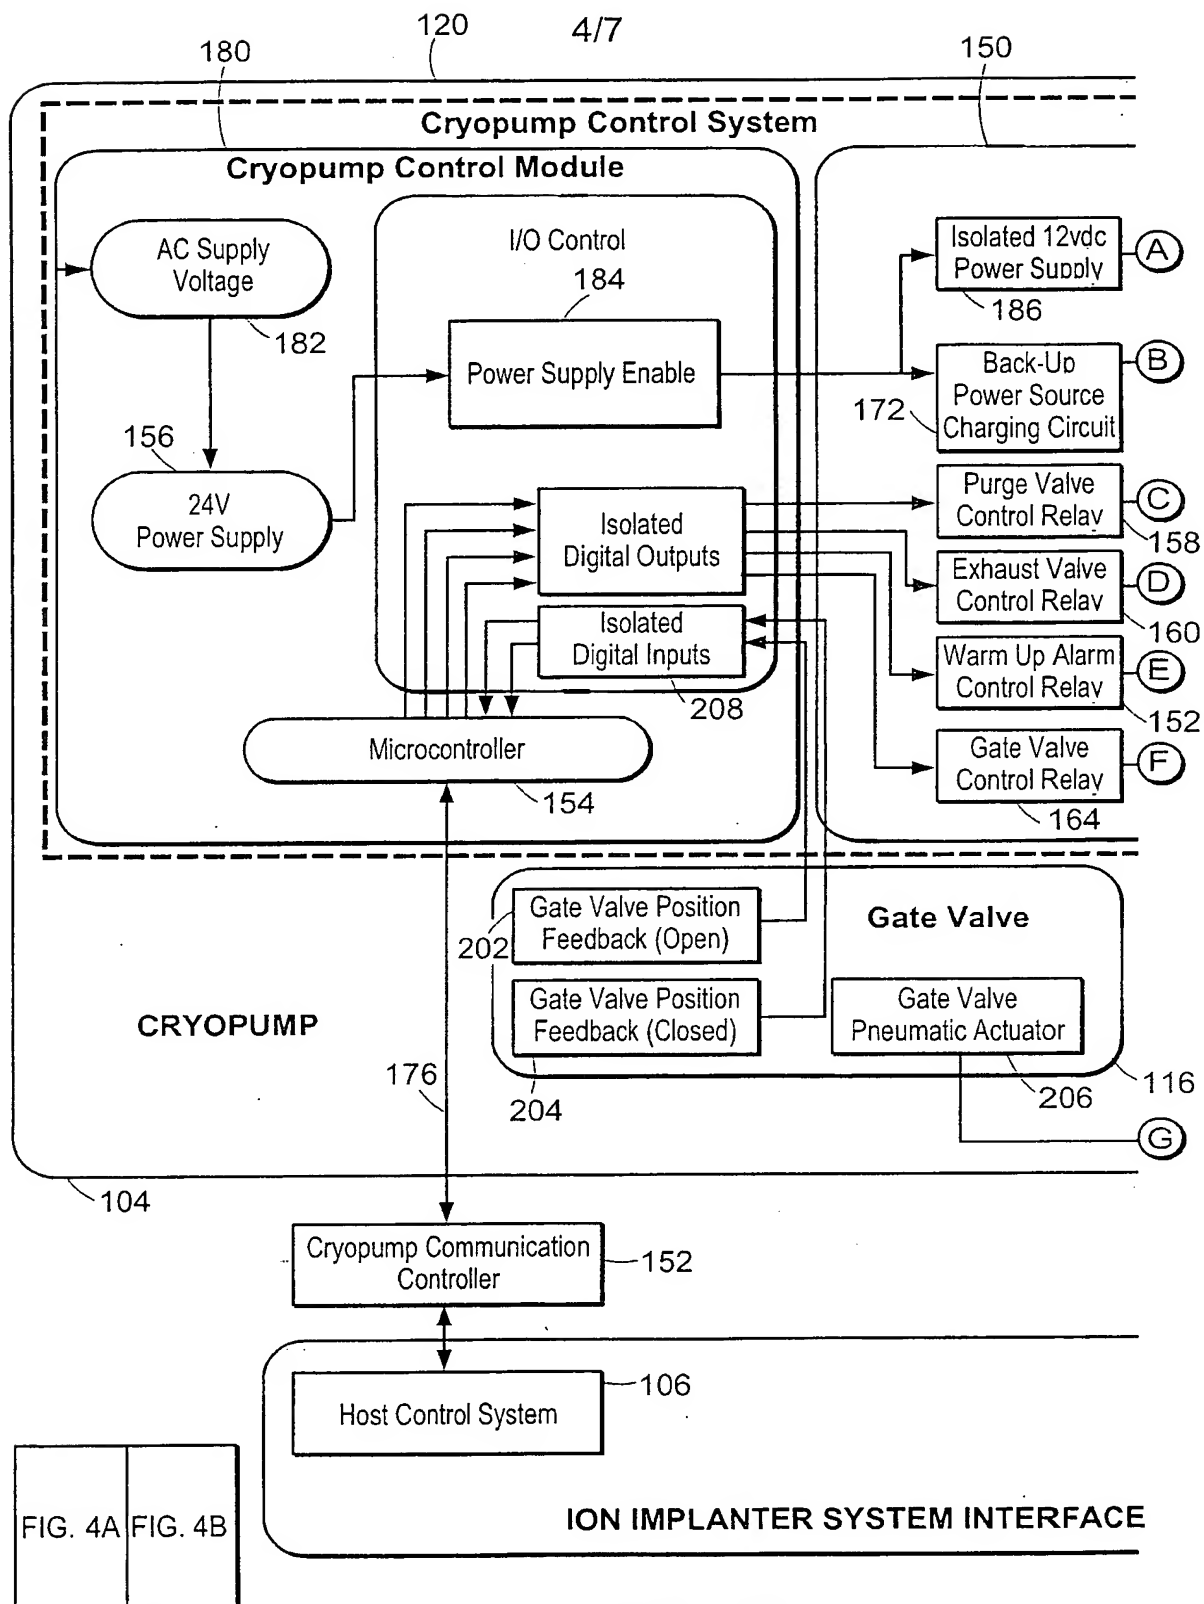 4/7
120
180
150
Cryopump Control System
Cryopump Control Module
AC Supply
Voltage
182
I/O Control
184
Power Supply Enable
Isolated 12vdc
Power Supply
186
A
Back-Up
Power Source
Charging Circuit
172
B
156
24V
Power Supply
Isolated
Digital Outputs
Purge Valve
Control Relay
158
C
Exhaust Valve
Control Relay
160
D
Isolated
Digital Inputs
208
Warm Up Alarm
Control Relay
152
E
Microcontroller
154
Gate Valve
Control Relay
164
F
Gate Valve Position
Feedback (Open)
202
Gate Valve
Gate Valve Position
Feedback (Closed)
204
Gate Valve
Pneumatic Actuator
206
116
CRYOPUMP
176
G
104
Cryopump Communication
Controller
152
106
Host Control System
FIG. 4A FIG. 4B
ION IMPLANTER SYSTEM INTERFACE